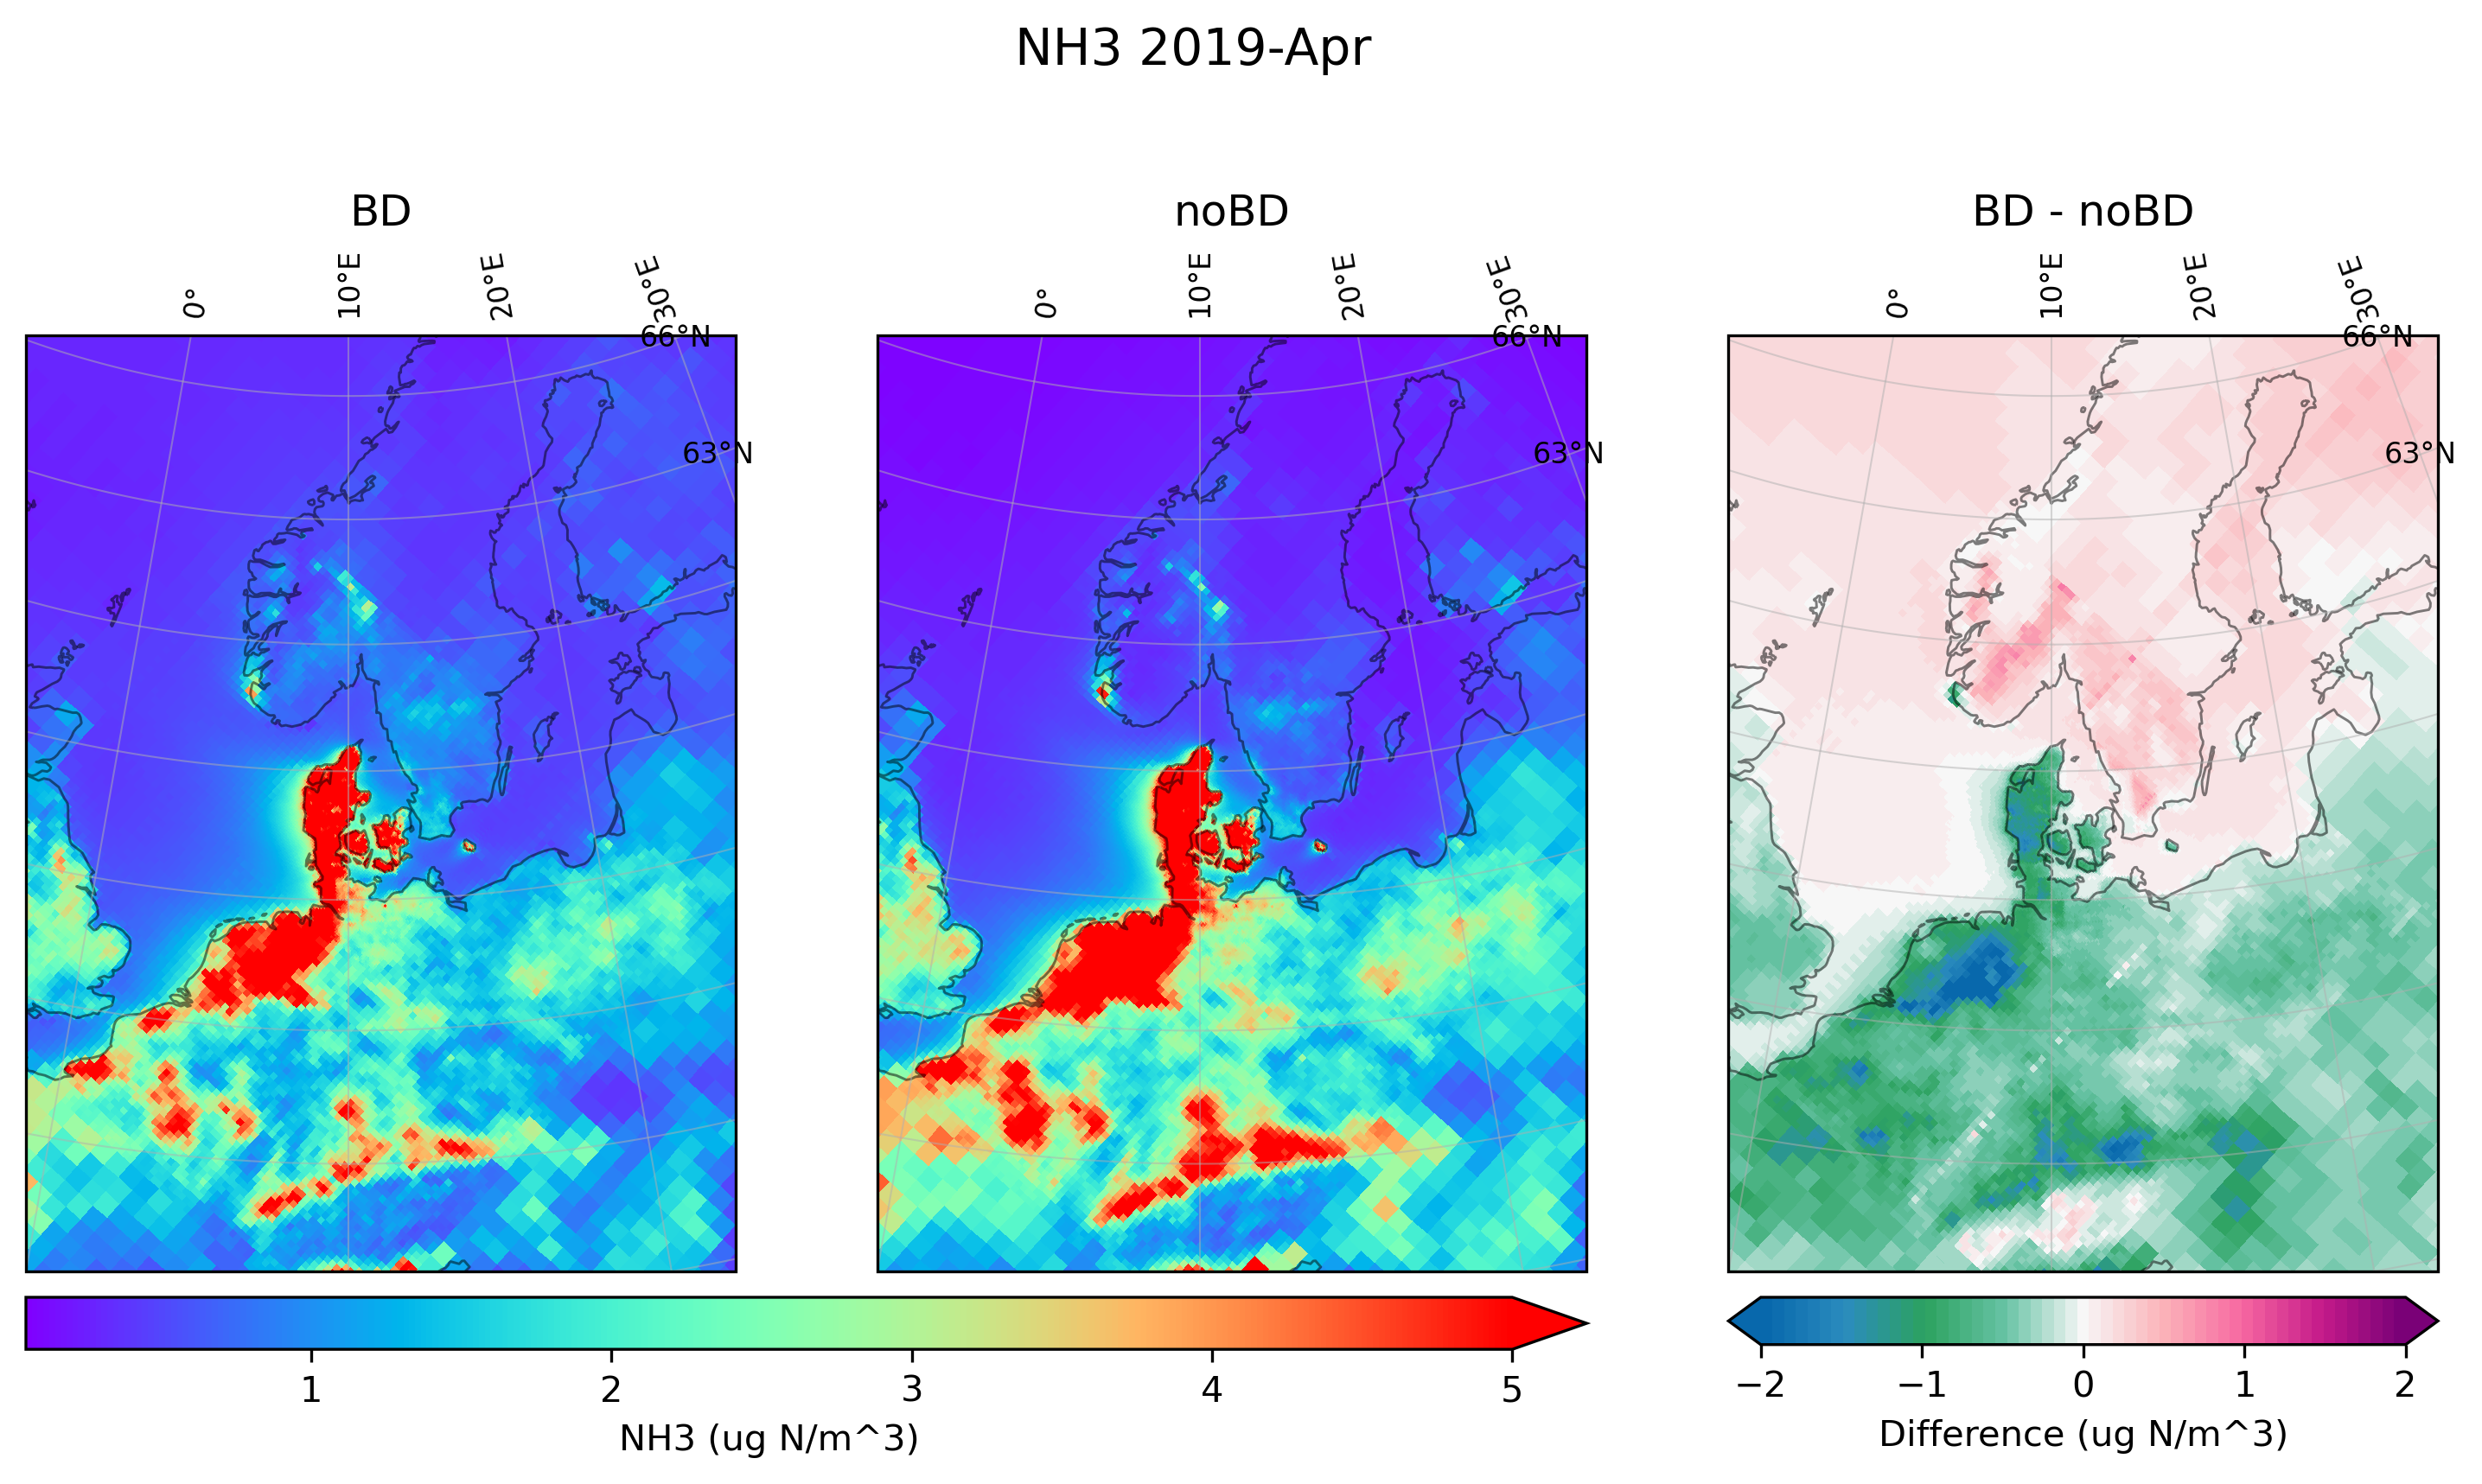 NH3 2019-Apr
BD
noBD
BD - noBD
0° 10°E 20°E 30°E
0° 10°E 20°E 30°E
0° 10°E 20°E 30°E
66°N
66°N
66°N
63°N
63°N
63°N
1 2 3 4 5
NH3 (ug N/m^3)
−2 −1 0 1 2
Difference (ug N/m^3)